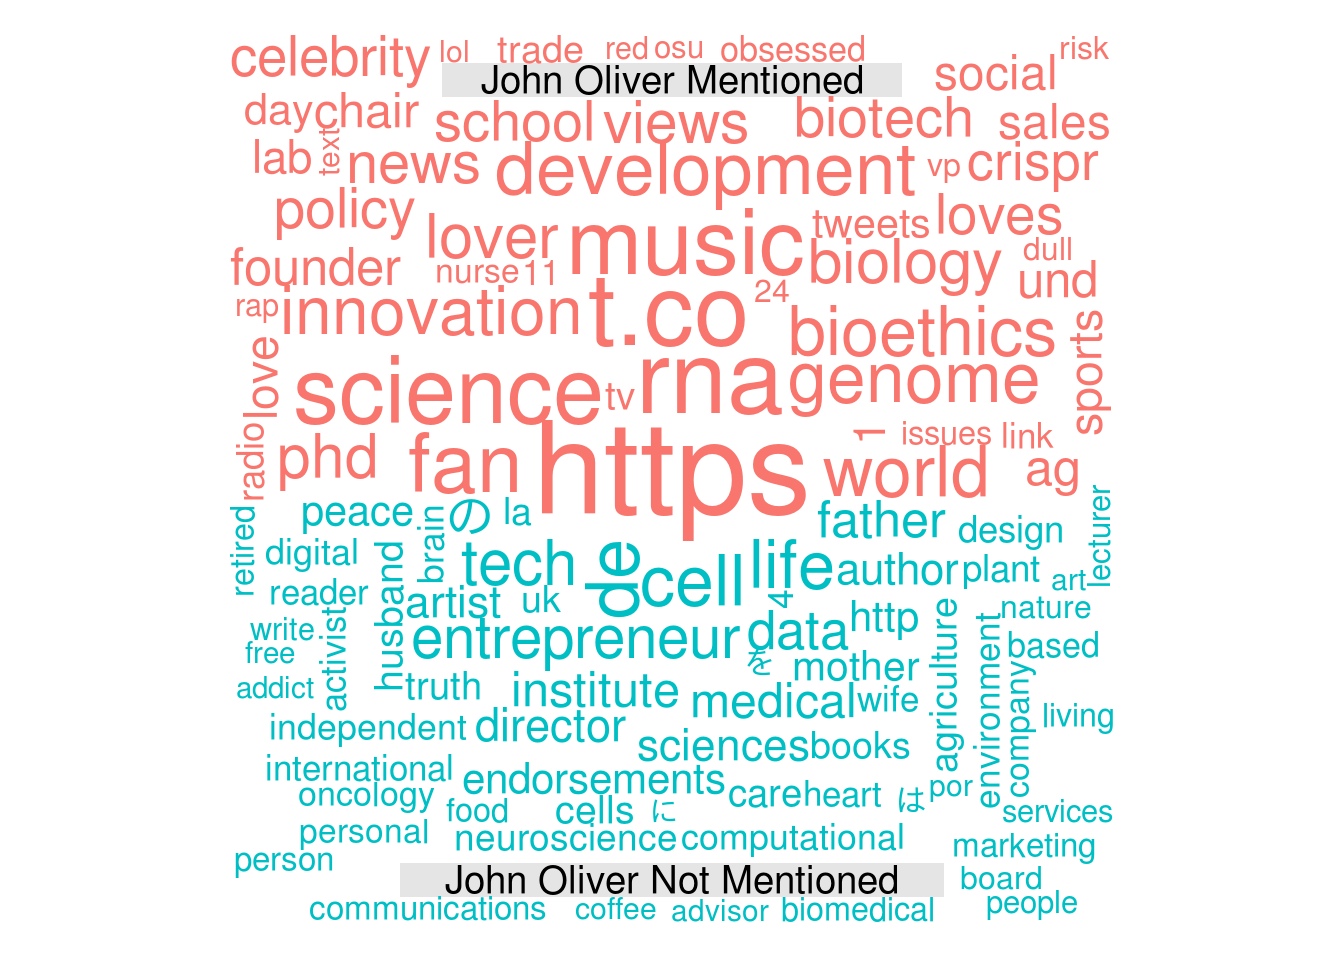 celebrity lol trade red osu obsessed social risk
John Oliver Mentioned
day chair school views biotech sales
lab text news development vp crispr
policy lover music tweets loves
founder nurse 11 biology dull und
rap innovation t.co 24 bioethics sports
love science tv rna genome
radio phd fan https 1 issues link world ag
retired peace の la father design lecturer
digital brain tech de cell life author plant art
reader husband artist uk 4 http agriculture nature
write activist entrepreneur data environment based
free を mother
addict truth institute medical wife company living
independent director sciences books
international endorsements
oncology food cells に care heart は por services
personal neuroscience computational marketing
person
John Oliver Not Mentioned board
communications coffee advisor biomedical people